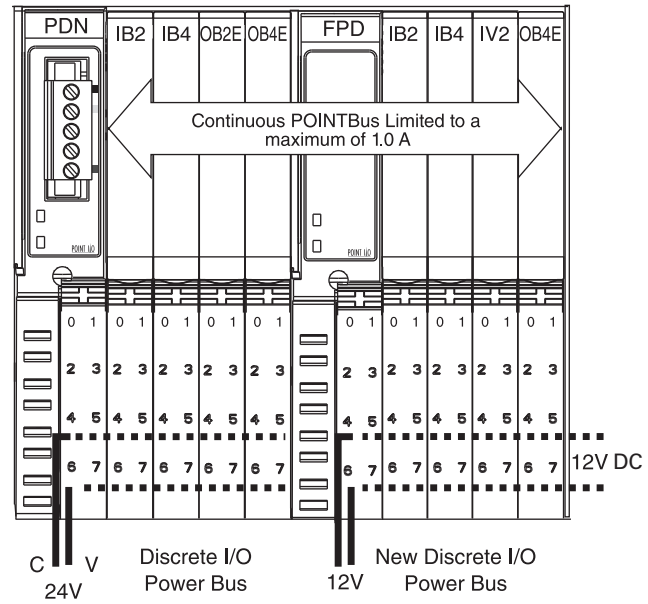 PDN IB2 IB4 OB2E OB4E FPD IB2 IB4 IV2 OB4E
Continuous POINTBus Limited to a
maximum of 1.0 A
POINT I/O POINT I/O
0 1 0 1 0 1 0 1 0 1 0 1 0 1 0 1 0 1 0 1
2 3 2 3 2 3 2 3 2 3 2 3 2 3 2 3 2 3 2 3
4 5 4 5 4 5 4 5 4 5 4 5 4 5 4 5 4 5 4 5
6 7 6 7 6 7 6 7 6 7 6 7 6 7 6 7 6 7 6 7
12V DC
C V
24V
Discrete I/O
Power Bus
12V
New Discrete I/O
Power Bus